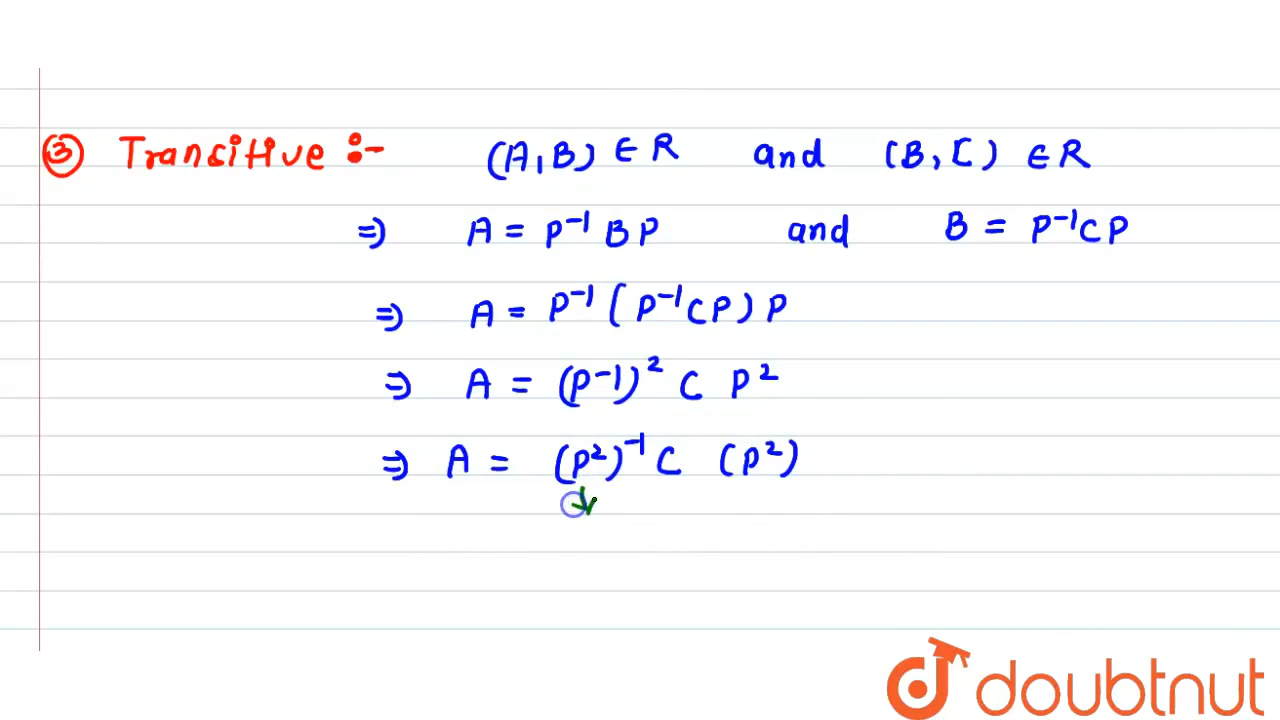 ③ Transitive :- (A, B) ∈ R and (B, C) ∈ R
⇒ A = P⁻¹ B P and B = P⁻¹ C P
⇒ A = P⁻¹ ( P⁻¹ C P ) P
⇒ A = (P-1)² C P²
⇒ A = (P²)⁻¹ C (P²)
↓
doubtnut